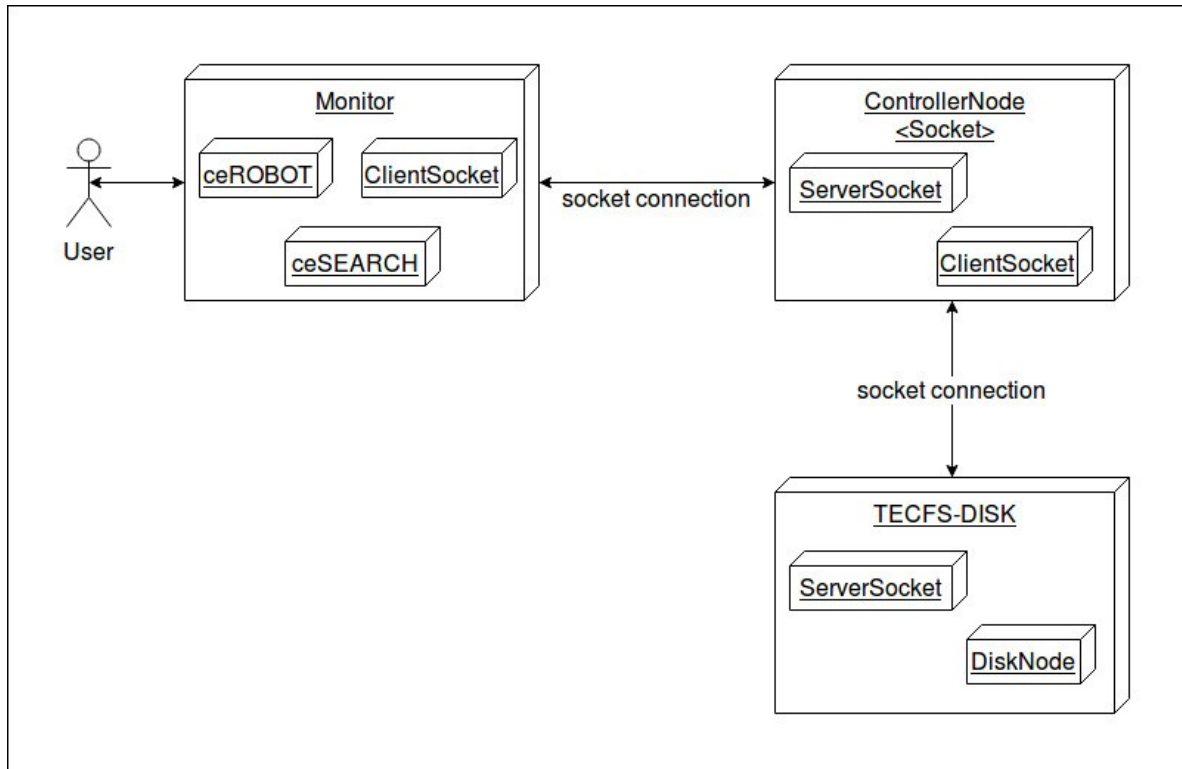 Monitor
ceROBOT
ClientSocket
ceSEARCH
User
socket connection
ControllerNode
<Socket>
ServerSocket
ClientSocket
socket connection
TECFS-DISK
ServerSocket
DiskNode